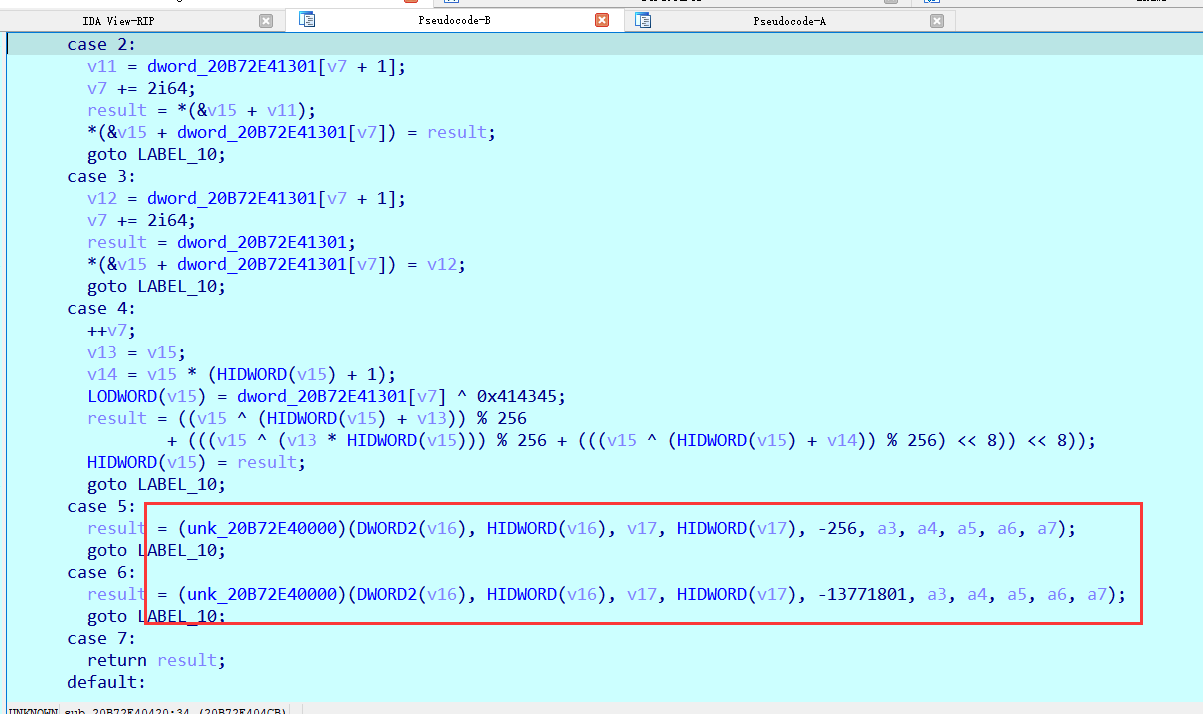 IDA View-RIP Pseudocode-B Pseudocode-A
case 2:
v11 = dword_20B72E41301[v7 + 1];
v7 += 2i64;
result = *(&v15 + v11);
*(&v15 + dword_20B72E41301[v7]) = result;
goto LABEL_10;
case 3:
v12 = dword_20B72E41301[v7 + 1];
v7 += 2i64;
result = dword_20B72E41301;
*(&v15 + dword_20B72E41301[v7]) = v12;
goto LABEL_10;
case 4:
++v7;
v13 = v15;
v14 = v15 * (HIDWORD(v15) + 1);
LODWORD(v15) = dword_20B72E41301[v7] ^ 0x414345;
result = ((v15 ^ (HIDWORD(v15) + v13)) % 256
+ (((v15 ^ (v13 * HIDWORD(v15))) % 256 + (((v15 ^ (HIDWORD(v15) + v14)) % 256) << 8)) << 8));
HIDWORD(v15) = result;
goto LABEL_10;
case 5:
result = (unk_20B72E40000)(DWORD2(v16), HIDWORD(v16), v17, HIDWORD(v17), -256, a3, a4, a5, a6, a7);
goto LABEL_10;
case 6:
result = (unk_20B72E40000)(DWORD2(v16), HIDWORD(v16), v17, HIDWORD(v17), -13771801, a3, a4, a5, a6, a7);
goto LABEL_10;
case 7:
return result;
default:
UNKNOWN sub_20B72E40420:34 (20B72E404CB)